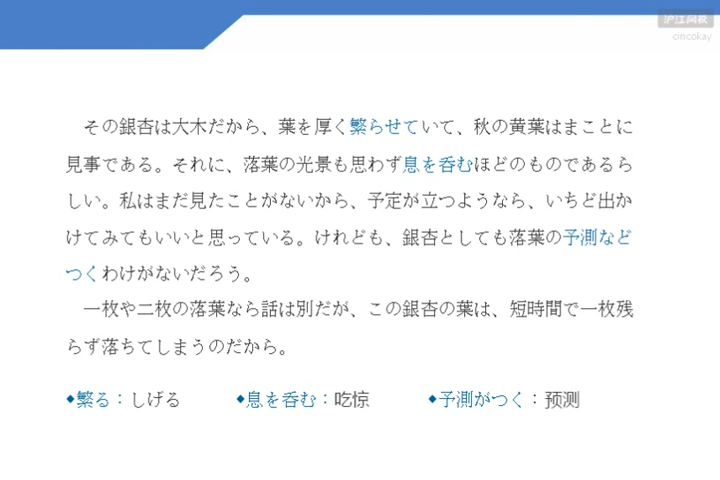 沪江网校
cincokay
その銀杏は大木だから、葉を厚く繁らせていて、秋の黄葉はまことに
見事である。それに、落葉の光景も思わず息を呑むほどのものであるら
しい。私はまだ見たことがないから、予定が立つようなら、いちど出か
けてみてもいいと思っている。けれども、銀杏としても落葉の予測など
つくわけがないだろう。
一枚や二枚の落葉なら話は別だが、この銀杏の葉は、短時間で一枚残
らず落ちてしまうのだから。
◆繁る：しげる ◆息を呑む：吃惊 ◆予測がつく：预测